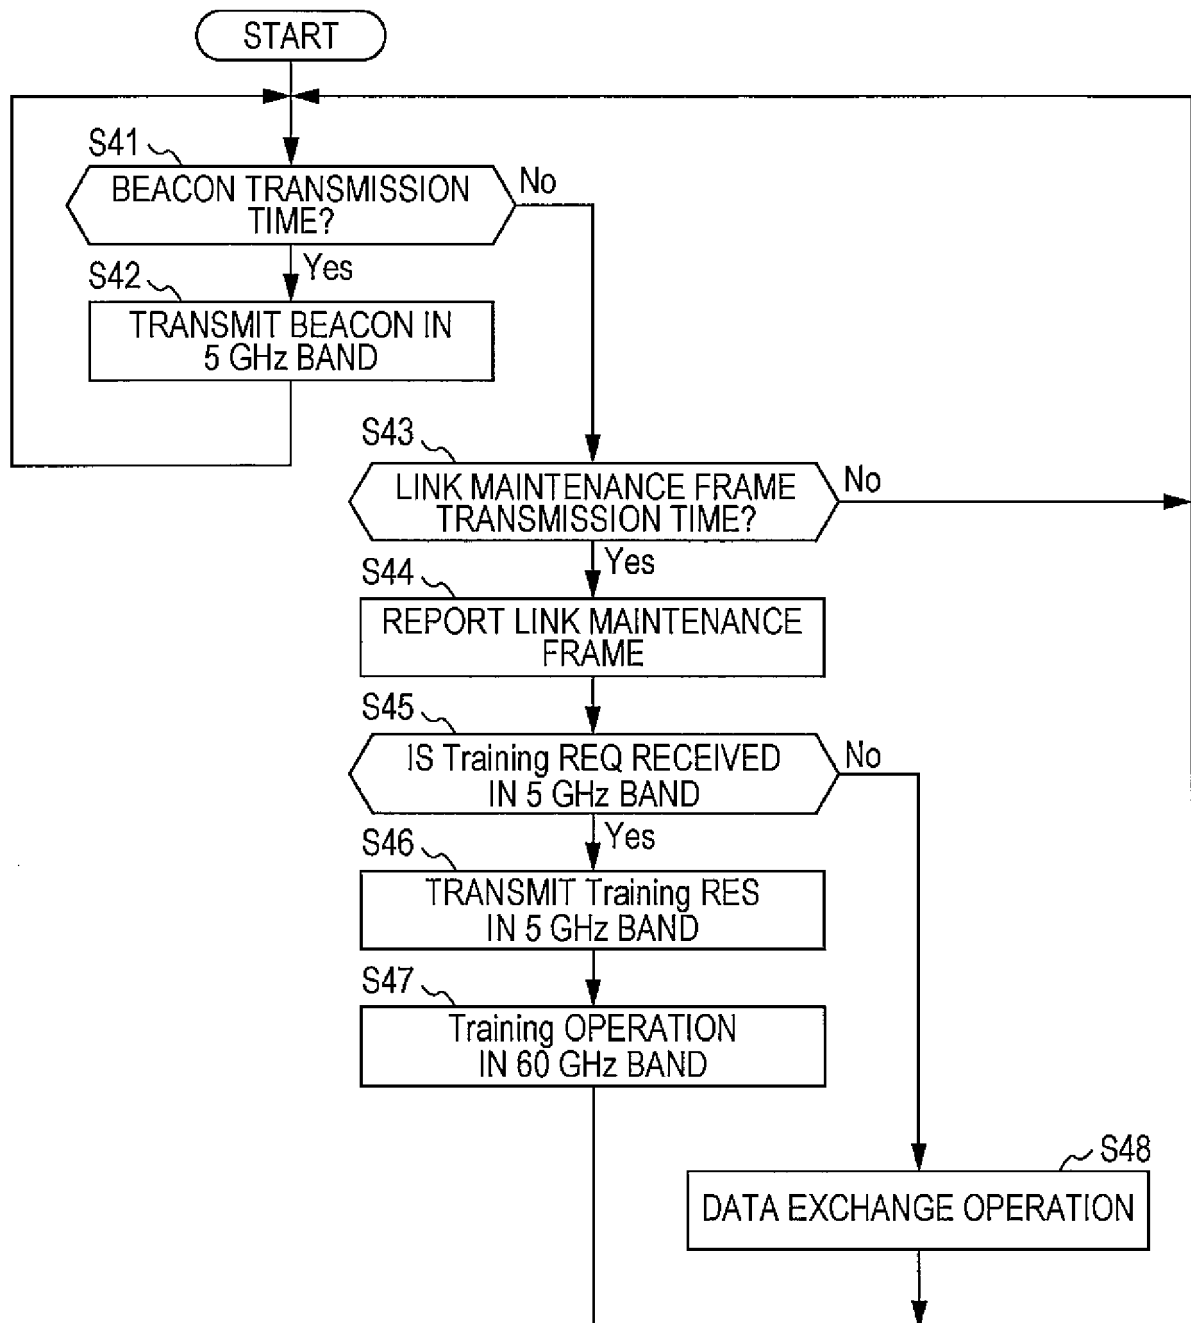 START
S41
BEACON TRANSMISSION
TIME?
No
Yes
S42
TRANSMIT BEACON IN
5 GHz BAND
S43
LINK MAINTENANCE FRAME
TRANSMISSION TIME?
No
Yes
S44
REPORT LINK MAINTENANCE
FRAME
S45
IS Training REQ RECEIVED
IN 5 GHz BAND
No
Yes
S46
TRANSMIT Training RES
IN 5 GHz BAND
S47
Training OPERATION
IN 60 GHz BAND
S48
DATA EXCHANGE OPERATION